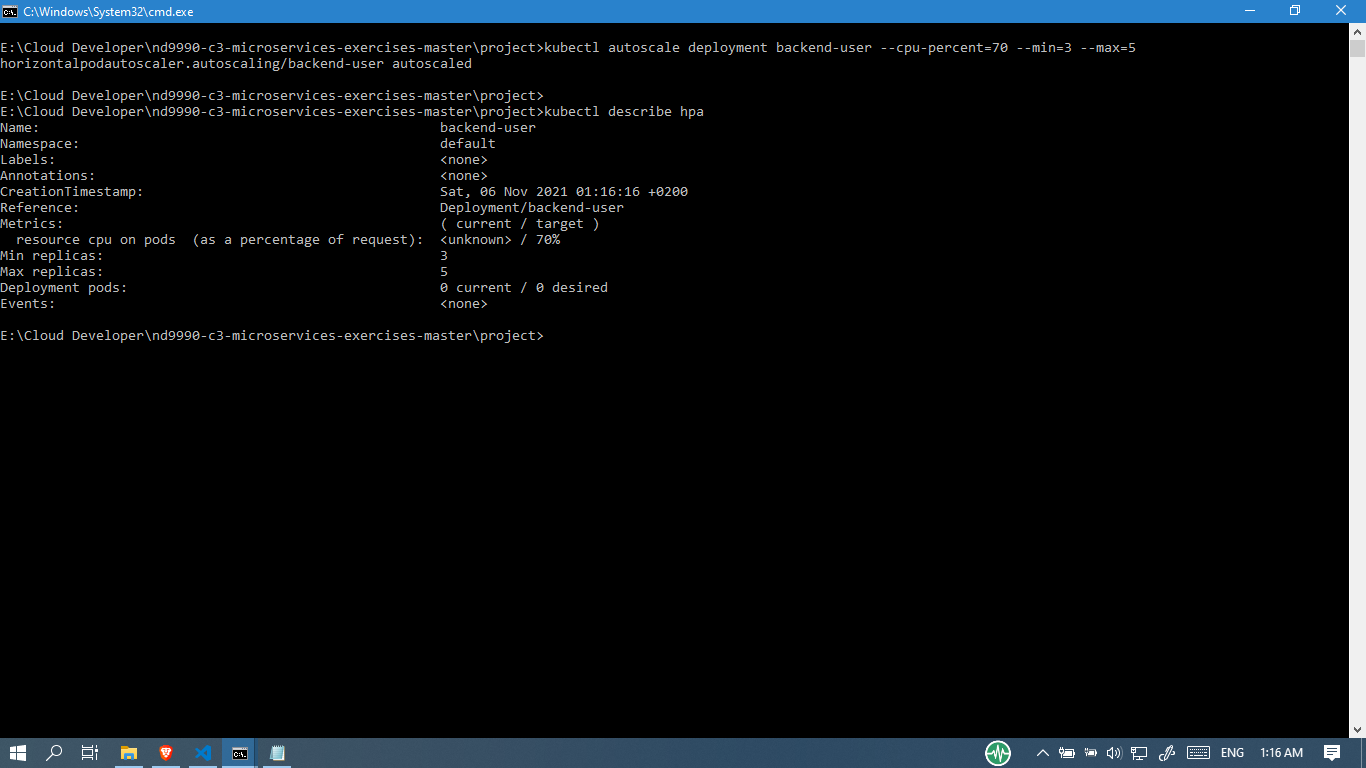 C:\Windows\System32\cmd.exe
E:\Cloud Developer\nd9990-c3-microservices-exercises-master\project>kubectl autoscale deployment backend-user --cpu-percent=70 --min=3 --max=5
horizontalpodautoscaler.autoscaling/backend-user autoscaled
E:\Cloud Developer\nd9990-c3-microservices-exercises-master\project>
E:\Cloud Developer\nd9990-c3-microservices-exercises-master\project>kubectl describe hpa
Name: backend-user
Namespace: default
Labels: <none>
Annotations: <none>
CreationTimestamp: Sat, 06 Nov 2021 01:16:16 +0200
Reference: Deployment/backend-user
Metrics: ( current / target )
resource cpu on pods (as a percentage of request): <unknown> / 70%
Min replicas: 3
Max replicas: 5
Deployment pods: 0 current / 0 desired
Events: <none>
E:\Cloud Developer\nd9990-c3-microservices-exercises-master\project>
ENG 1:16 AM